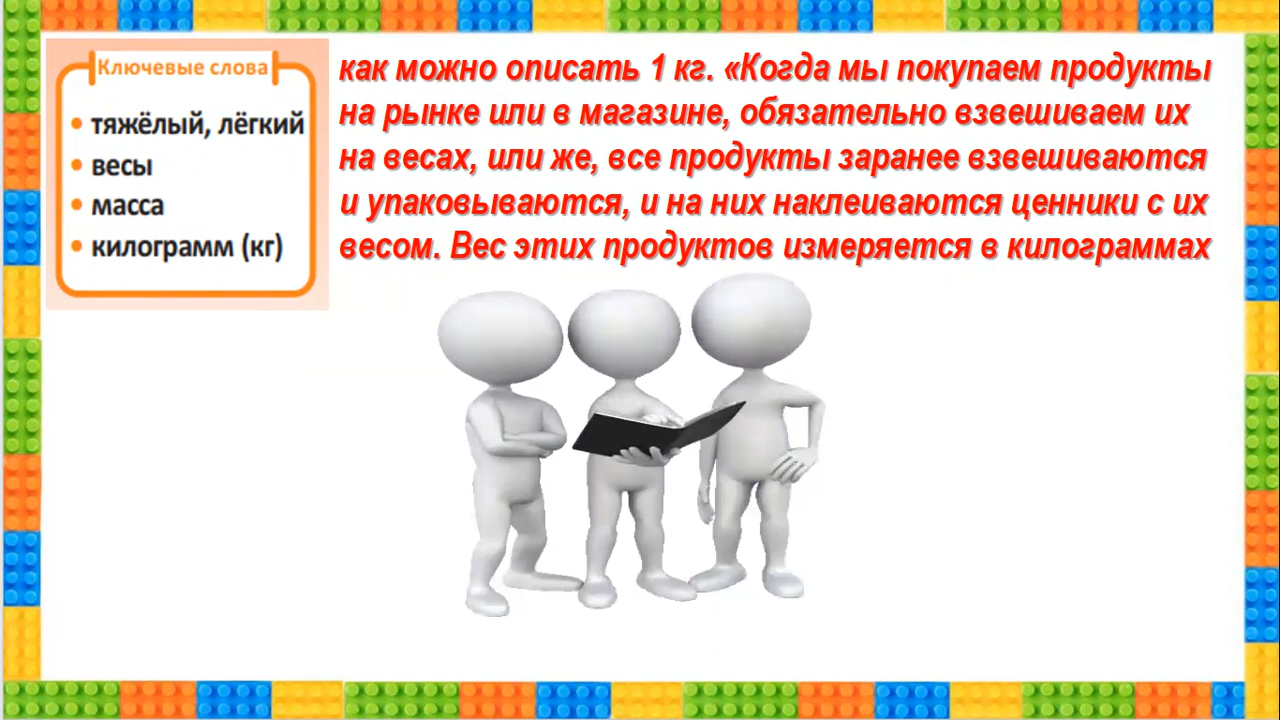 Ключевые слова
• тяжёлый, лёгкий
• весы
• масса
• килограмм (кг)
как можно описать 1 кг. «Когда мы покупаем продукты
на рынке или в магазине, обязательно взвешиваем их
на весах, или же, все продукты заранее взвешиваются
и упаковываются, и на них наклеиваются ценники с их
весом. Вес этих продуктов измеряется в килограммах